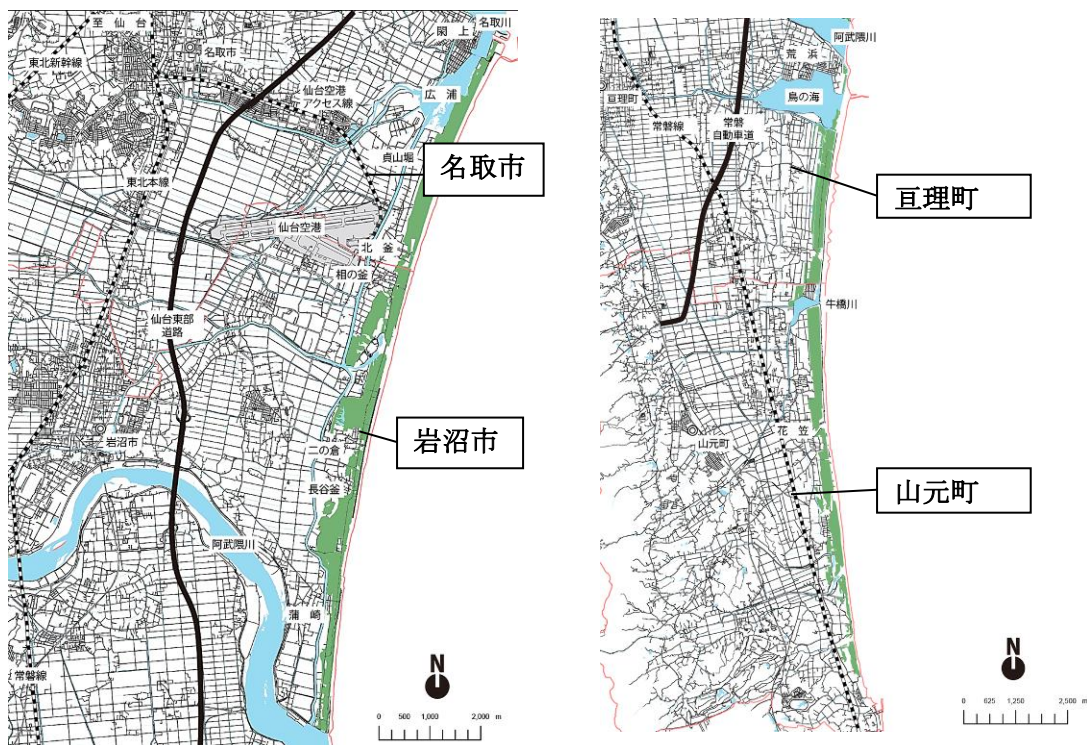 至仙台
名取川
閖上
名取市
東北新幹線
仙台空港
アクセス線
広浦
貞山堀
名取市
東北本線
仙台空港
北釜
相の釜
仙台東部
道路
岩沼市
岩沼市
二の倉
長谷釜
阿武隈川
蒲崎
常磐線
N
0 500 1,000 2,000 m
阿武隈川
荒浜
鳥の海
亘理町
常磐線
常磐
自動車道
亘理町
牛橋川
花笠
山元町
山元町
N
0 625 1,250 2,500 m